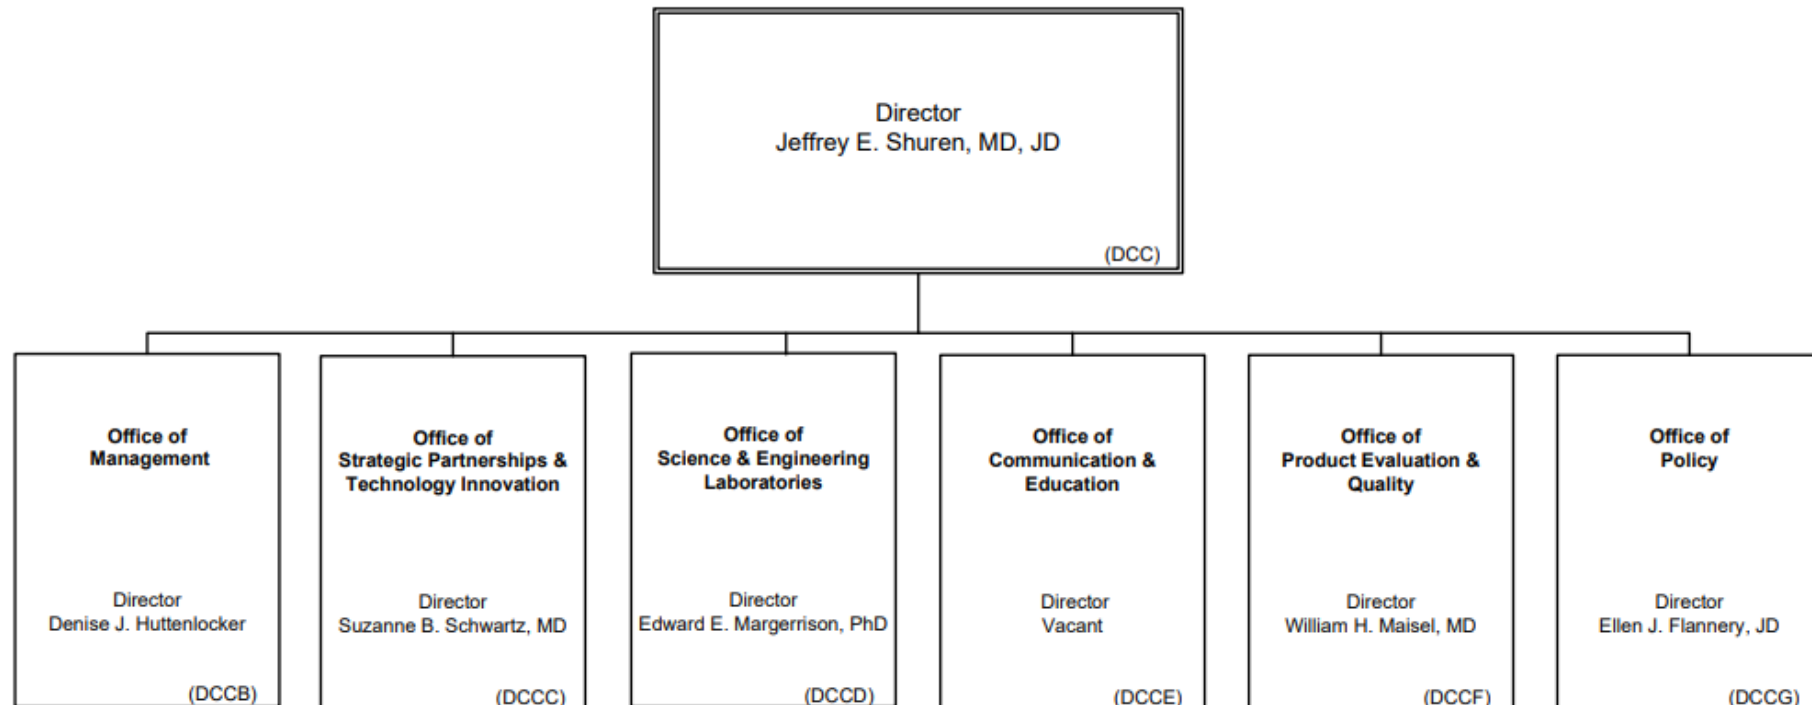 Director
Jeffrey E. Shuren, MD, JD
(DCC)
Office of
Management
Director
Denise J. Huttenlocker
(DCCB)
Office of
Strategic Partnerships &
Technology Innovation
Director
Suzanne B. Schwartz, MD
(DCCC)
Office of
Science & Engineering
Laboratories
Director
Edward E. Margerrison, PhD
(DCCD)
Office of
Communication &
Education
Director
Vacant
(DCCE)
Office of
Product Evaluation &
Quality
Director
William H. Maisel, MD
(DCCF)
Office of
Policy
Director
Ellen J. Flannery, JD
(DCCG)